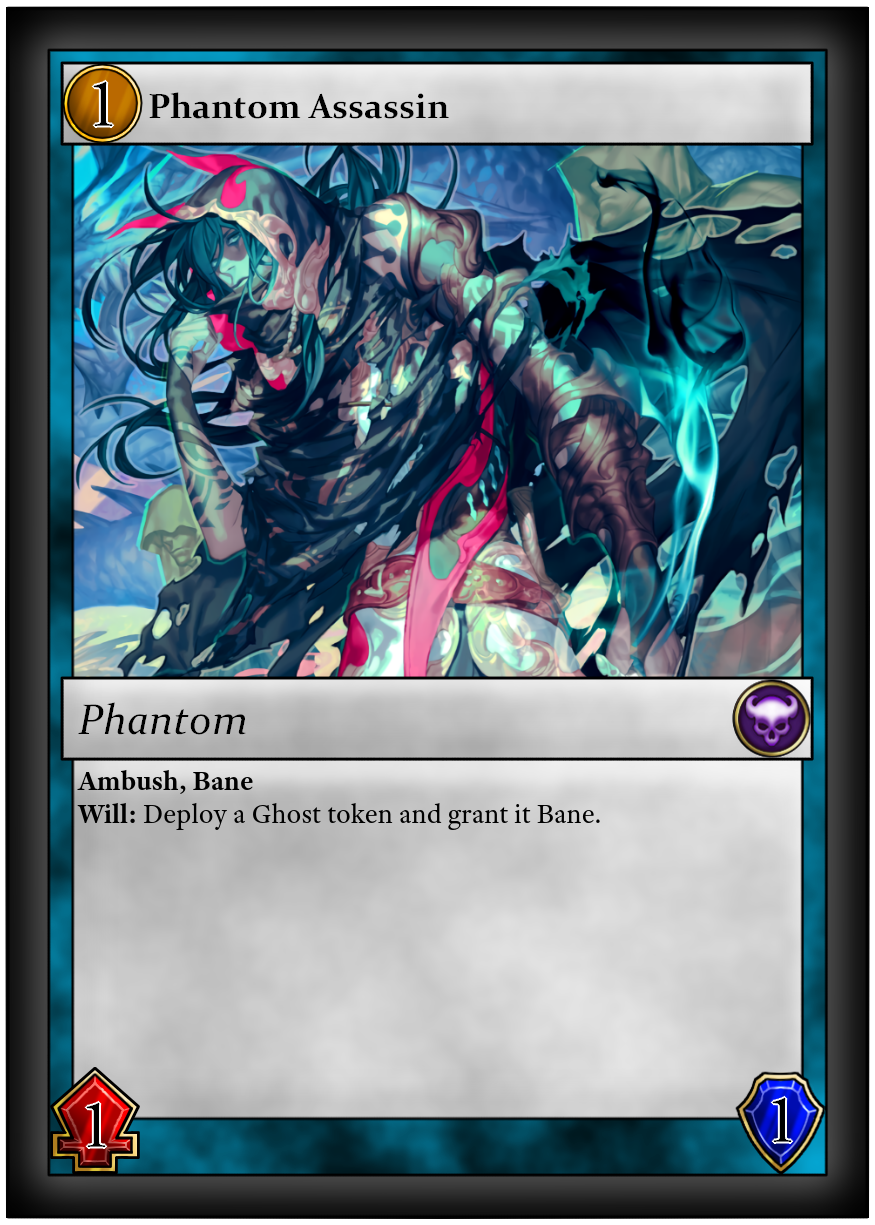 1 Phantom Assassin
Phantom
Ambush, Bane
Will: Deploy a Ghost token and grant it Bane.
1 1